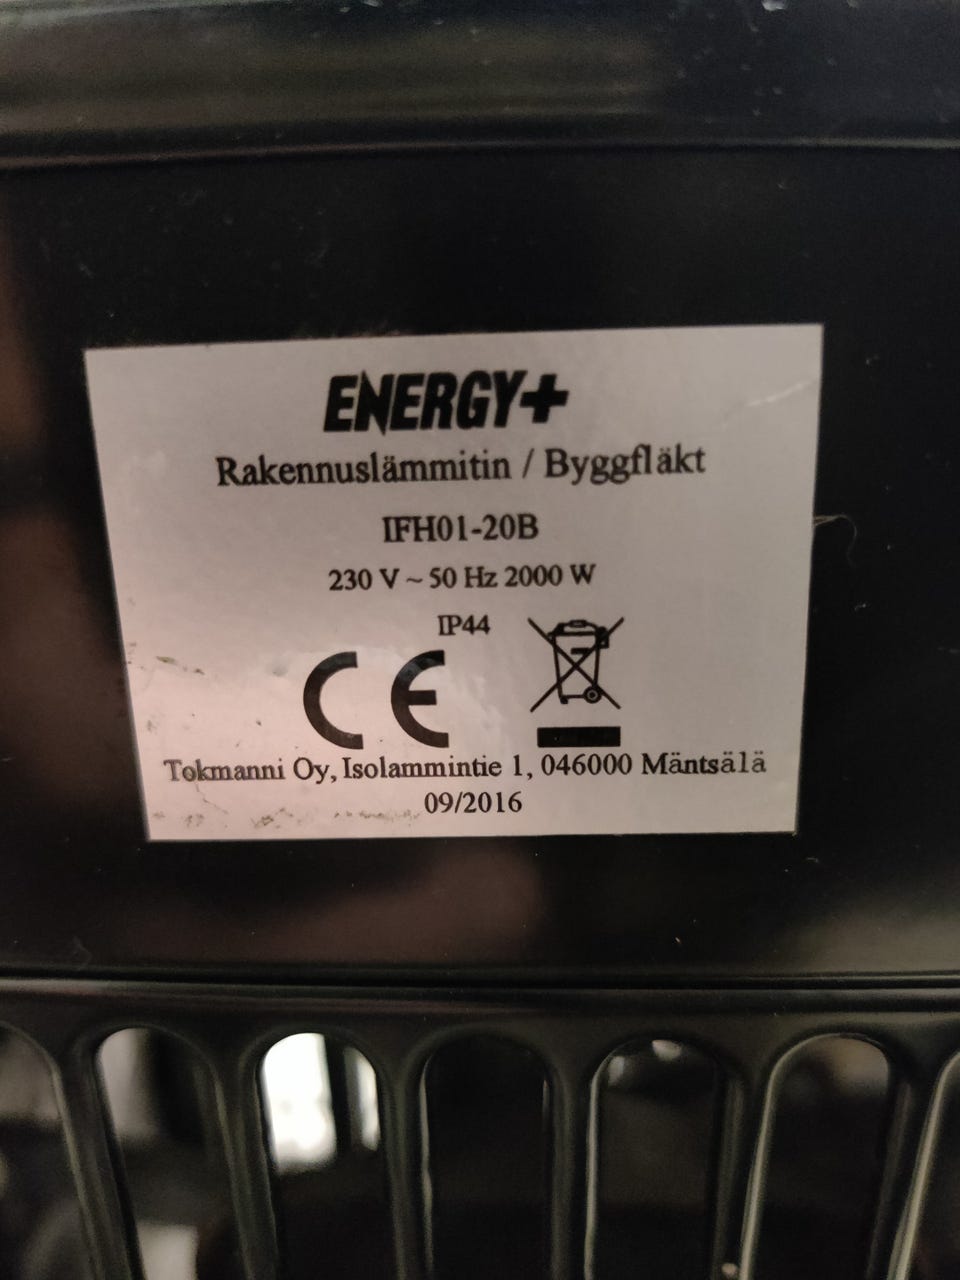 ENERGY+
Rakennuslämmitin / Byggfläkt
IFH01-20B
230 V ~ 50 Hz 2000 W
IP44
CE
Tokmanni Oy, Isolammintie 1, 046000 Mäntsälä
09/2016